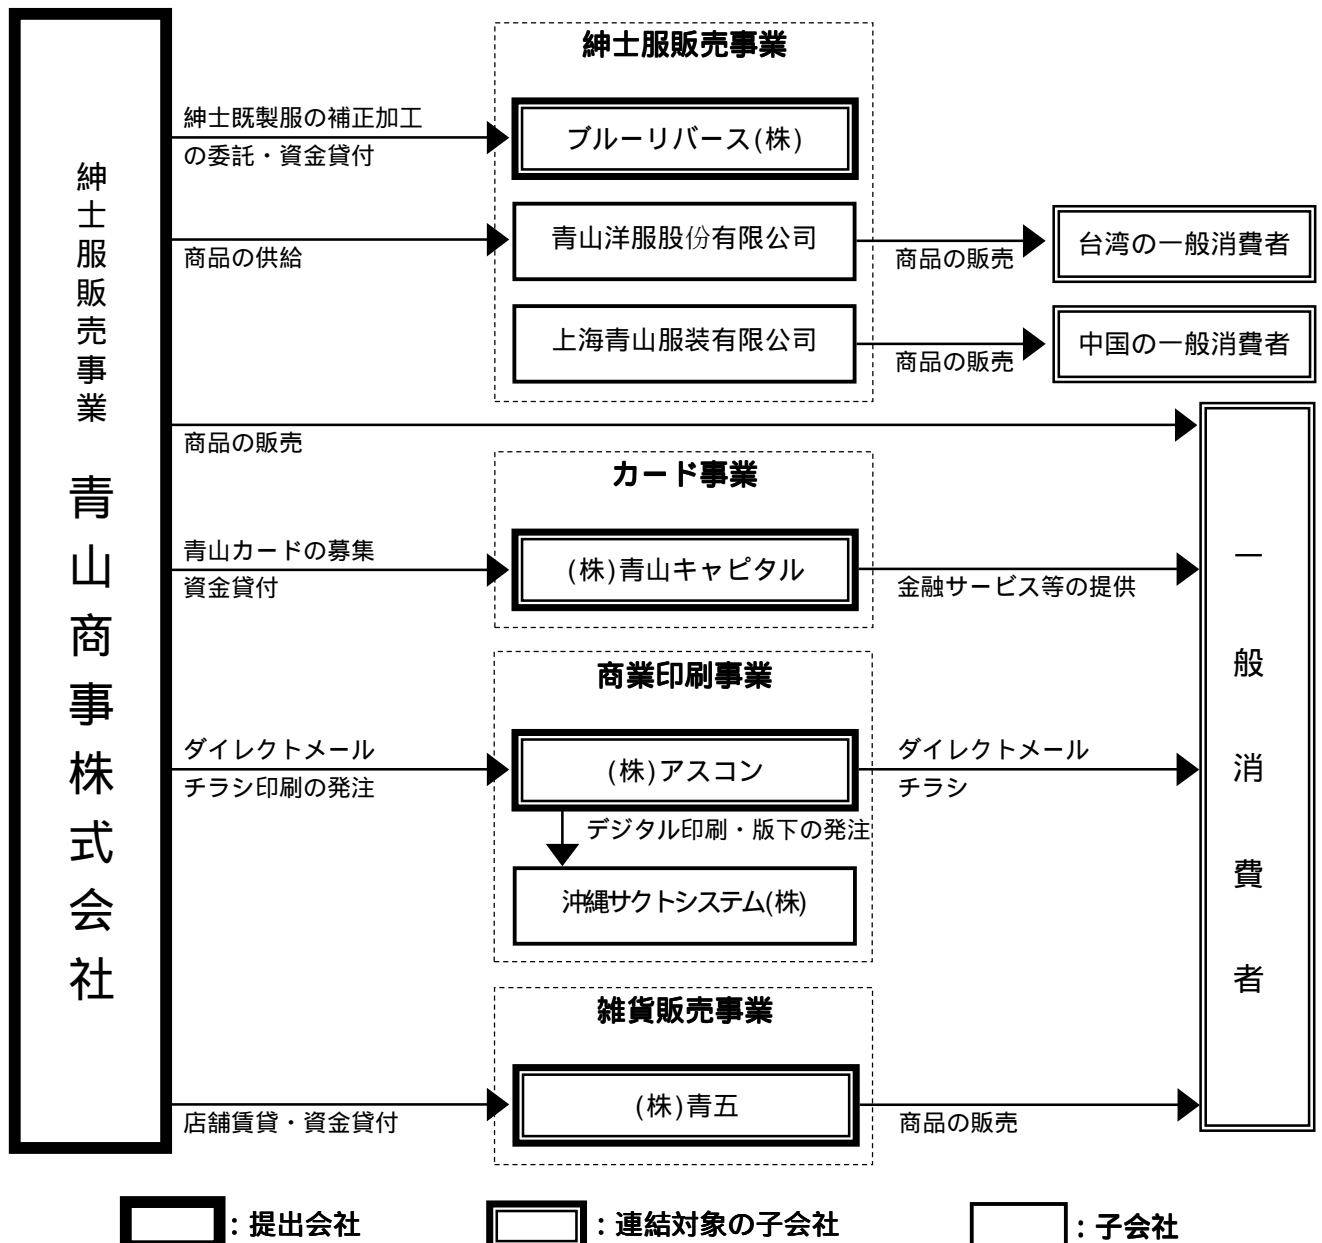 紳士服販売事業 青山商事株式会社
紳士服販売事業
紳士既製服の補正加工
の委託・資金貸付
ブルーリバース(株)
商品の供給
青山洋服股份有限公司
商品の販売
台湾の一般消費者
上海青山服装有限公司
商品の販売
中国の一般消費者
商品の販売
一般消費者
カード事業
青山カードの募集
資金貸付
(株)青山キャピタル
金融サービス等の提供
商業印刷事業
ダイレクトメール
チラシ印刷の発注
(株)アスコン
ダイレクトメール
チラシ
デジタル印刷・版下の発注
沖縄サクトシステム(株)
雑貨販売事業
店舗賃貸・資金貸付
(株)青五
商品の販売
：提出会社
：連結対象の子会社
：子会社